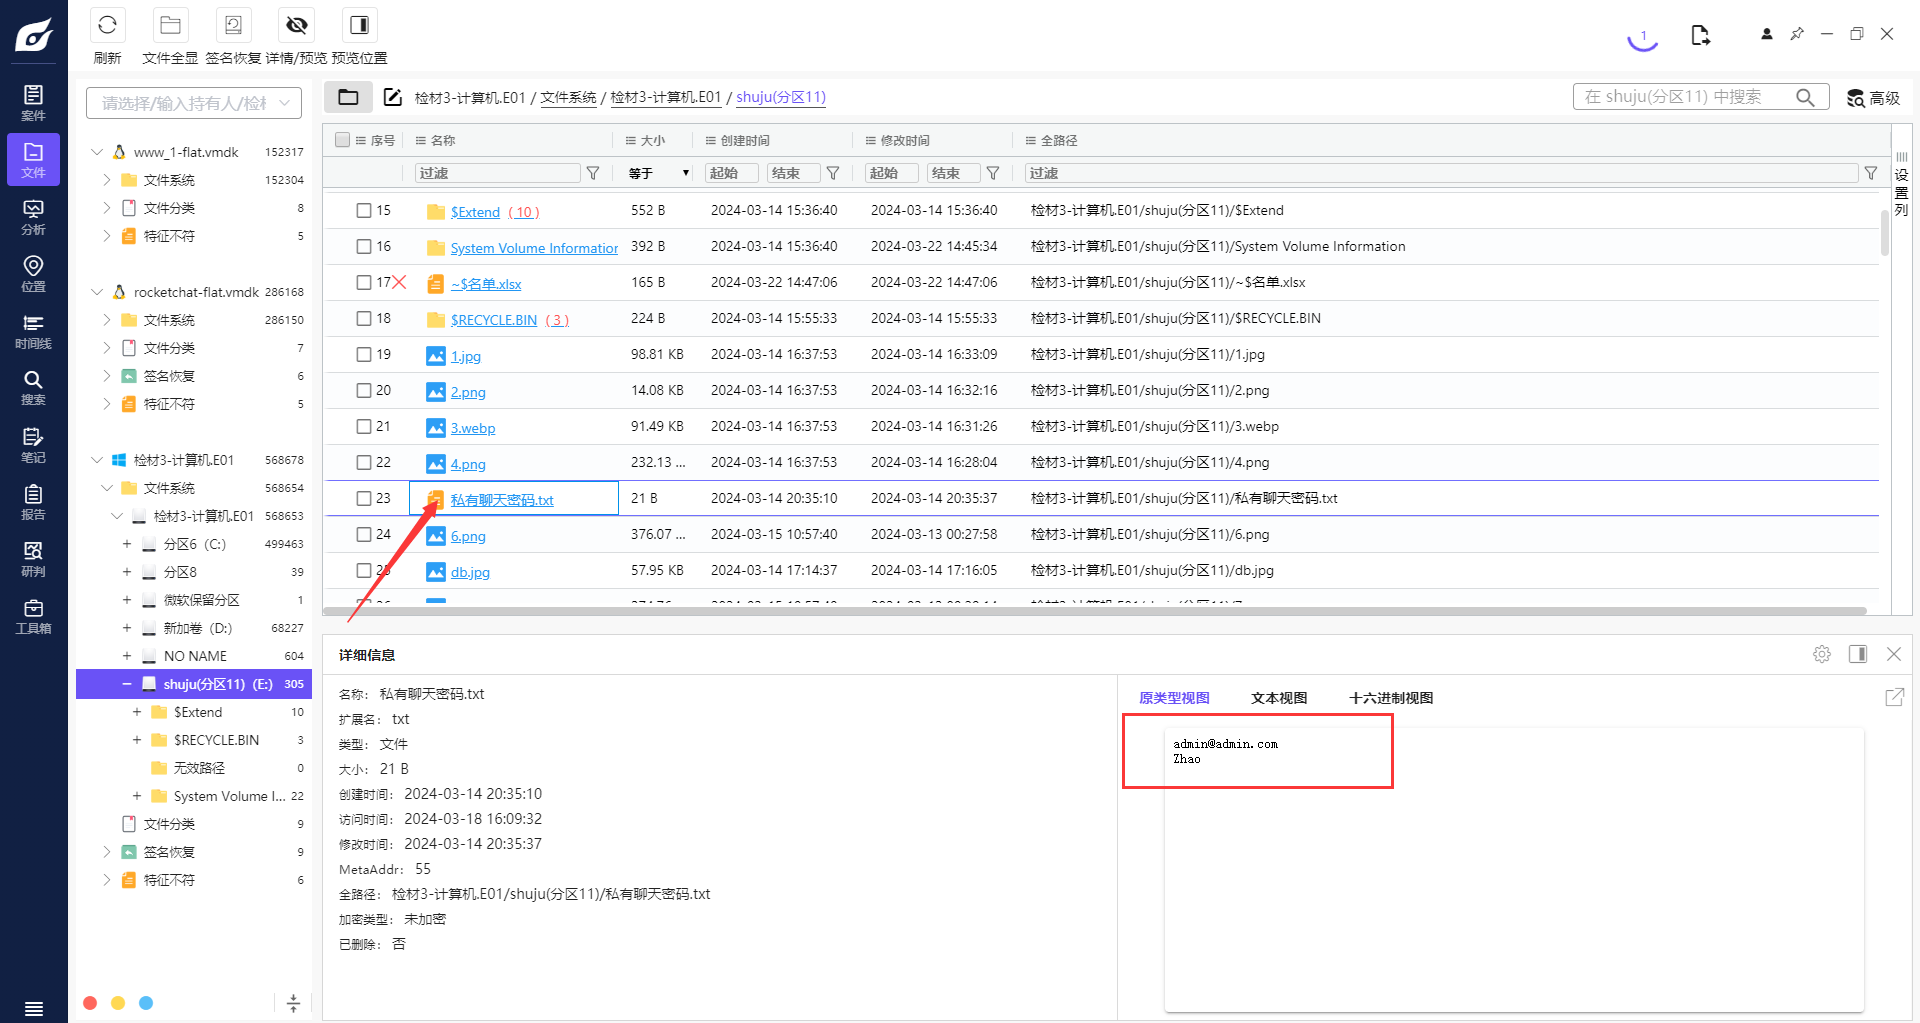 刷新 文件全显 签名恢复 详情/预览 预览位置
1
案件
文件
分析
位置
时间线
搜索
笔记
报告
研判
工具箱
请选择/输入持有人/检材
www_1-flat.vmdk 152317
文件系统 152304
文件分类 8
特征不符 5
rocketchat-flat.vmdk 286168
文件系统 286150
文件分类 7
签名恢复 6
特征不符 5
检材3-计算机.E01 568678
文件系统 568654
检材3-计算机.E01 568653
分区6 (C:) 499463
分区8 39
微软保留分区 1
新加卷 (D:) 68227
NO NAME 604
shuju(分区11) (E:) 305
$Extend 10
$RECYCLE.BIN 3
无效路径 0
System Volume I... 22
文件分类 9
签名恢复 9
特征不符 6
检材3-计算机.E01 / 文件系统 / 检材3-计算机.E01 / shuju(分区11)
在 shuju(分区11) 中搜索
高级
序号 名称 大小 创建时间 修改时间 全路径
过滤 等于 起始 结束 起始 结束 过滤
设置列
15 $Extend ( 10 ) 552 B 2024-03-14 15:36:40 2024-03-14 15:36:40 检材3-计算机.E01/shuju(分区11)/$Extend
16 System Volume Information 392 B 2024-03-14 15:36:40 2024-03-22 14:45:34 检材3-计算机.E01/shuju(分区11)/System Volume Information
17 ~$名单.xlsx 165 B 2024-03-22 14:47:06 2024-03-22 14:47:06 检材3-计算机.E01/shuju(分区11)/~$名单.xlsx
18 $RECYCLE.BIN ( 3 ) 224 B 2024-03-14 15:55:33 2024-03-14 15:55:33 检材3-计算机.E01/shuju(分区11)/$RECYCLE.BIN
19 1.jpg 98.81 KB 2024-03-14 16:37:53 2024-03-14 16:33:09 检材3-计算机.E01/shuju(分区11)/1.jpg
20 2.png 14.08 KB 2024-03-14 16:37:53 2024-03-14 16:32:16 检材3-计算机.E01/shuju(分区11)/2.png
21 3.webp 91.49 KB 2024-03-14 16:37:53 2024-03-14 16:31:26 检材3-计算机.E01/shuju(分区11)/3.webp
22 4.png 232.13 ... 2024-03-14 16:37:53 2024-03-14 16:28:04 检材3-计算机.E01/shuju(分区11)/4.png
23 私有聊天密码.txt 21 B 2024-03-14 20:35:10 2024-03-14 20:35:37 检材3-计算机.E01/shuju(分区11)/私有聊天密码.txt
24 6.png 376.07 ... 2024-03-15 10:57:40 2024-03-13 00:27:58 检材3-计算机.E01/shuju(分区11)/6.png
25 db.jpg 57.95 KB 2024-03-14 17:14:37 2024-03-14 17:16:05 检材3-计算机.E01/shuju(分区11)/db.jpg
详细信息
名称: 私有聊天密码.txt
扩展名: txt
类型: 文件
大小: 21 B
创建时间: 2024-03-14 20:35:10
访问时间: 2024-03-18 16:09:32
修改时间: 2024-03-14 20:35:37
MetaAddr: 55
全路径: 检材3-计算机.E01/shuju(分区11)/私有聊天密码.txt
加密类型: 未加密
已删除: 否
原类型视图 文本视图 十六进制视图
admin@admin.com
Zhao